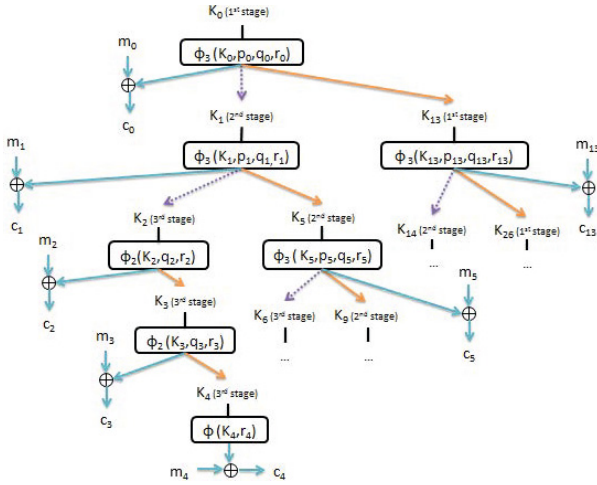 K₀ (1ˢᵗ stage)
m₀
ϕ₃ (K₀,p₀,q₀,r₀)
c₀
K₁ (2ⁿᵈ stage)
K₁₃ (1ˢᵗ stage)
m₁
ϕ₃ (K₁,p₁,q₁,r₁)
ϕ₃(K₁₃,p₁₃,q₁₃,r₁₃)
m₁₃
c₁
K₂ (3ʳᵈ stage)
K₅ (2ⁿᵈ stage)
K₁₄ (2ⁿᵈ stage)
K₂₆ (1ˢᵗ stage)
c₁₃
m₂
ϕ₂(K₂,q₂,r₂)
ϕ₃ (K₅,p₅,q₅,r₅)
... ...
m₅
c₂
K₃ (3ʳᵈ stage)
K₆ (3ʳᵈ stage)
K₉ (2ⁿᵈ stage)
m₃
ϕ₂(K₃,q₃,r₃)
... ...
c₅
c₃
K₄ (3ʳᵈ stage)
ϕ(K₄,r₄)
m₄
c₄